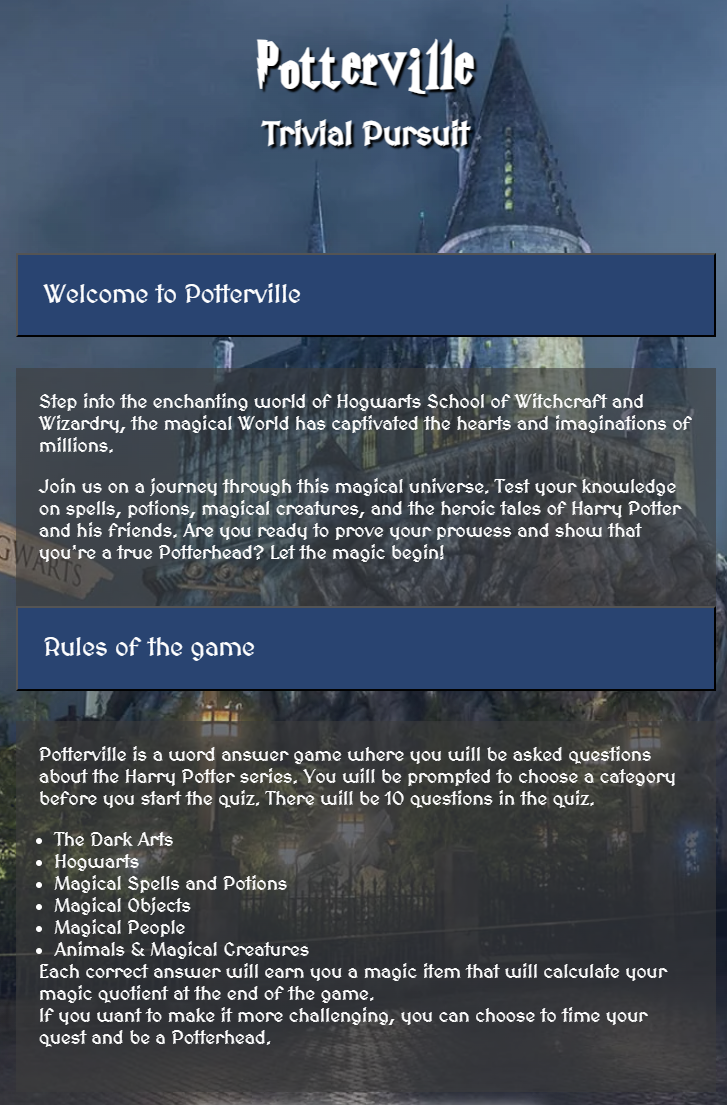 Potterville
Trivial Pursuit
Welcome to Potterville
Step into the enchanting world of Hogwarts School of Witchcraft and
Wizardry, the magical World has captivated the hearts and imaginations of
millions.
Join us on a journey through this magical universe. Test your knowledge
on spells, potions, magical creatures, and the heroic tales of Harry Potter
and his friends. Are you ready to prove your prowess and show that
you're a true Potterhead? Let the magic begin!
GWARTS
Rules of the game
Potterville is a word answer game where you will be asked questions
about the Harry Potter series. You will be prompted to choose a category
before you start the quiz. There will be 10 questions in the quiz.
• The Dark Arts
• Hogwarts
• Magical Spells and Potions
• Magical Objects
• Magical People
• Animals & Magical Creatures
Each correct answer will earn you a magic item that will calculate your
magic quotient at the end of the game.
If you want to make it more challenging, you can choose to time your
quest and be a Potterhead.